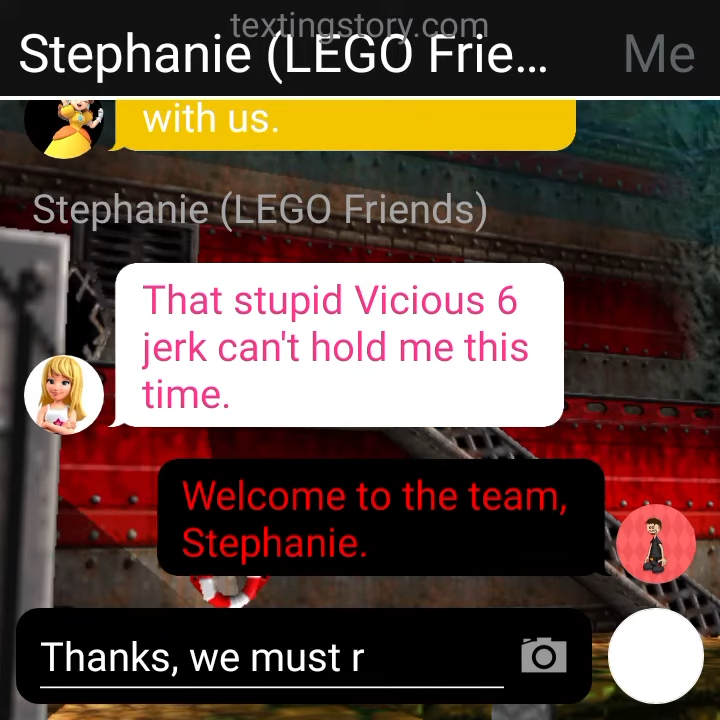 textingstory.com
Stephanie (LEGO Frie... Me
with us.
Stephanie (LEGO Friends)
That stupid Vicious 6
jerk can't hold me this
time.
Welcome to the team,
Stephanie.
Thanks, we must r